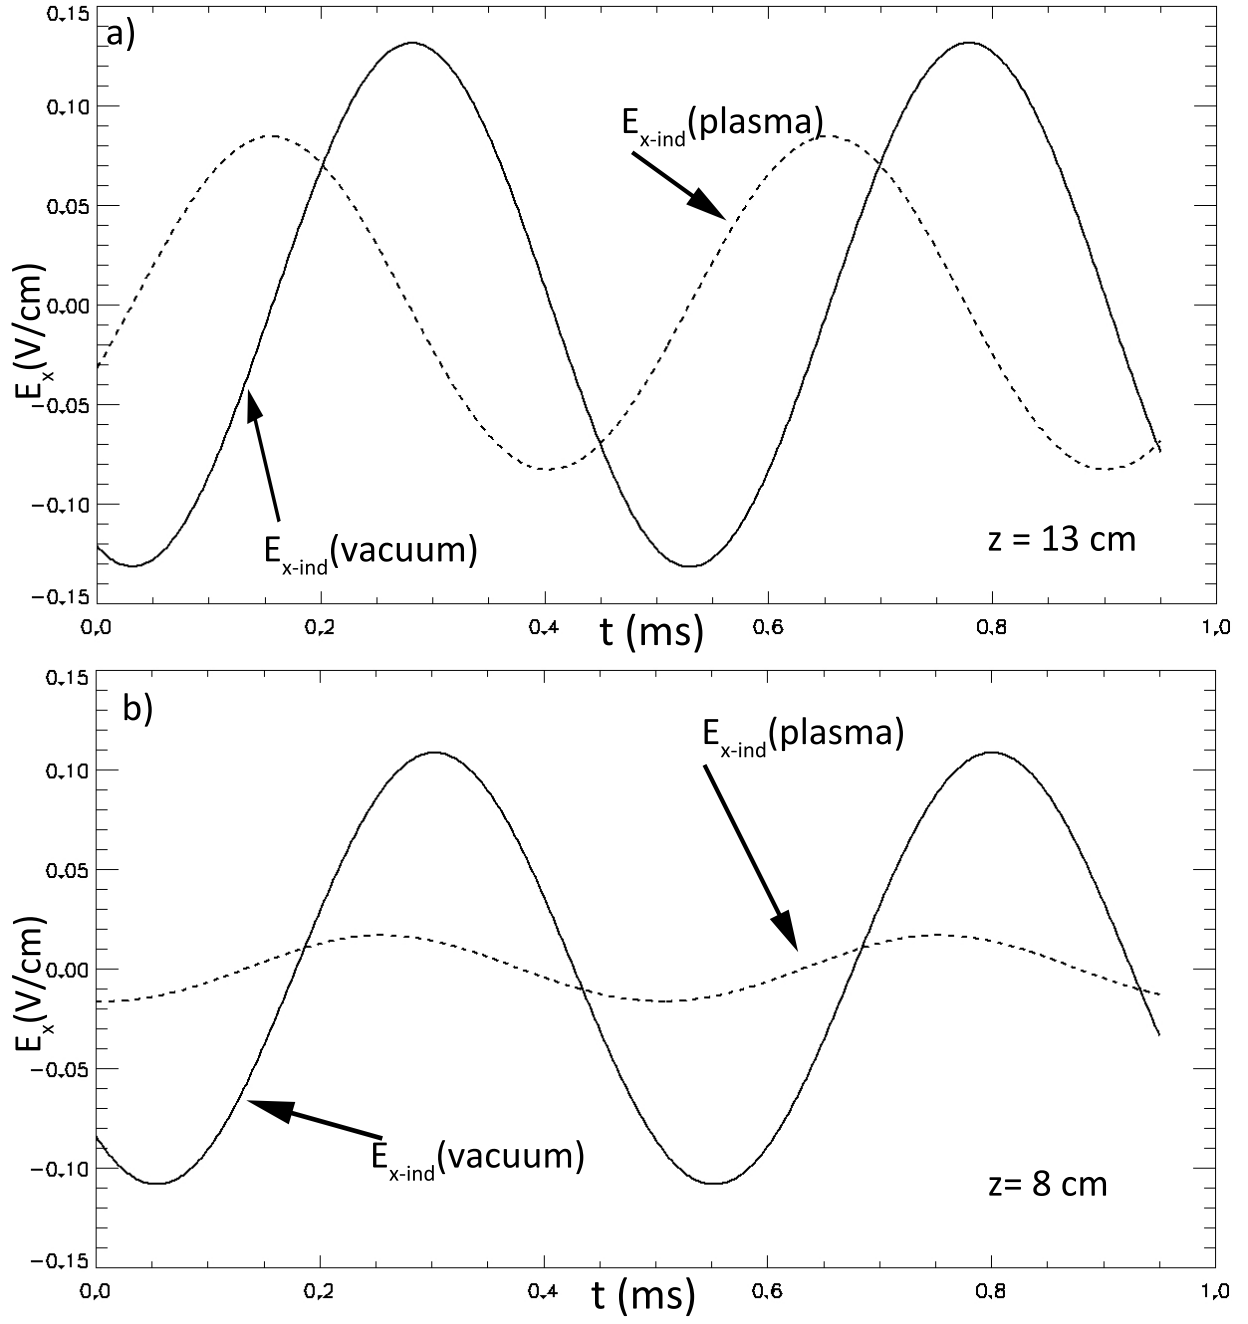 a)
0.15
0.10
0.05
0.00
−0.05
−0.10
−0.15
E_x(V/cm)
E_x-ind(plasma)
E_x-ind(vacuum)
z = 13 cm
0.0 0.2 0.4 0.6 0.8 1.0
t (ms)
b)
0.15
0.10
0.05
0.00
−0.05
−0.10
−0.15
E_x(V/cm)
E_x-ind(plasma)
E_x-ind(vacuum)
z= 8 cm
0.0 0.2 0.4 0.6 0.8 1.0
t (ms)